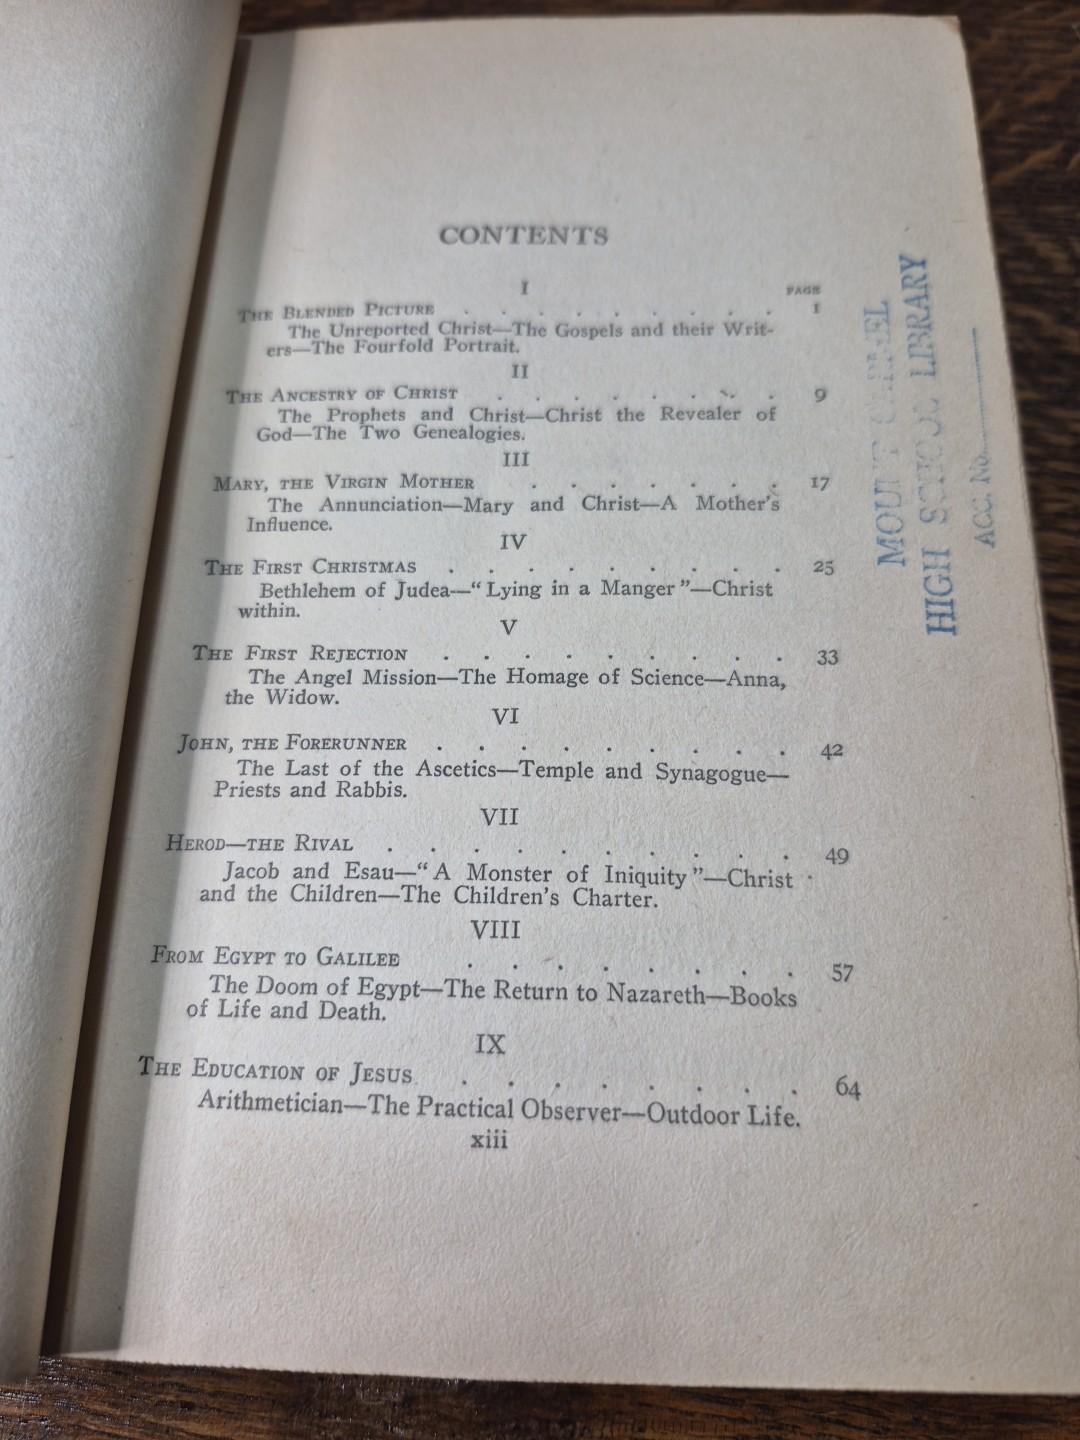 CONTENTS
I
PAGE
THE BLENDED PICTURE . . . . . . . . 1
The Unreported Christ—The Gospels and their Writ-
ers—The Fourfold Portrait.
II
THE ANCESTRY OF CHRIST . . . . . . . 9
The Prophets and Christ—Christ the Revealer of
God—The Two Genealogies.
III
MARY, THE VIRGIN MOTHER . . . . . . . 17
The Annunciation—Mary and Christ—A Mother's
Influence.
IV
THE FIRST CHRISTMAS . . . . . . . . . 25
Bethlehem of Judea—“Lying in a Manger”—Christ
within.
V
THE FIRST REJECTION . . . . . . . . . 33
The Angel Mission—The Homage of Science—Anna,
the Widow.
VI
JOHN, THE FORERUNNER . . . . . . . . . 42
The Last of the Ascetics—Temple and Synagogue—
Priests and Rabbis.
VII
HEROD—THE RIVAL . . . . . . . . . . 49
Jacob and Esau—“A Monster of Iniquity”—Christ
and the Children—The Children's Charter.
VIII
FROM EGYPT TO GALILEE . . . . . . . . 57
The Doom of Egypt—The Return to Nazareth—Books
of Life and Death.
IX
THE EDUCATION OF JESUS . . . . . . . . 64
Arithmetician—The Practical Observer—Outdoor Life.
xiii
MOUNT CARMEL
HIGH SCHOOL LIBRARY
ACC. No.